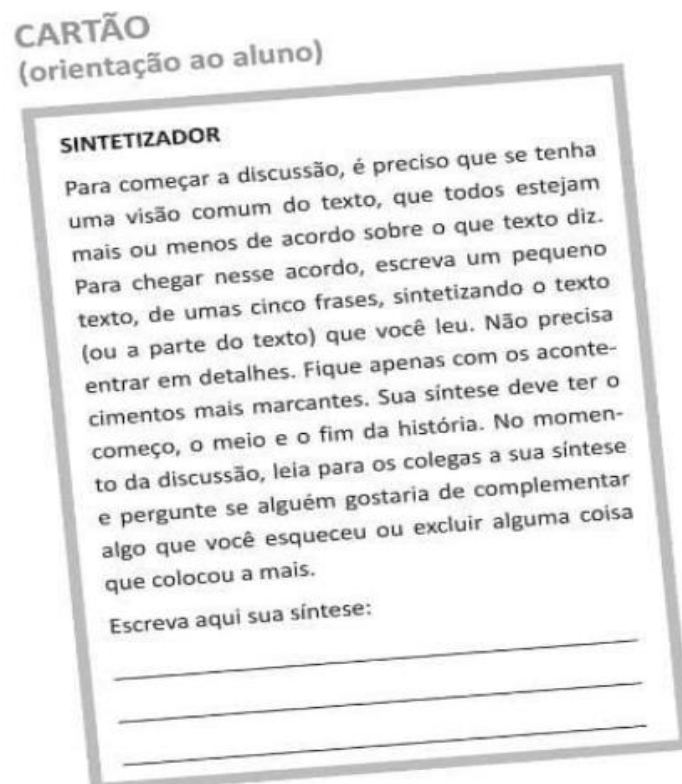 CARTÃO
(orientação ao aluno)
SINTETIZADOR
Para começar a discussão, é preciso que se tenha
uma visão comum do texto, que todos estejam
mais ou menos de acordo sobre o que texto diz.
Para chegar nesse acordo, escreva um pequeno
texto, de umas cinco frases, sintetizando o texto
(ou a parte do texto) que você leu. Não precisa
entrar em detalhes. Fique apenas com os aconte-
cimentos mais marcantes. Sua síntese deve ter o
começo, o meio e o fim da história. No momen-
to da discussão, leia para os colegas a sua síntese
e pergunte se alguém gostaria de complementar
algo que você esqueceu ou excluir alguma coisa
que colocou a mais.
Escreva aqui sua síntese: